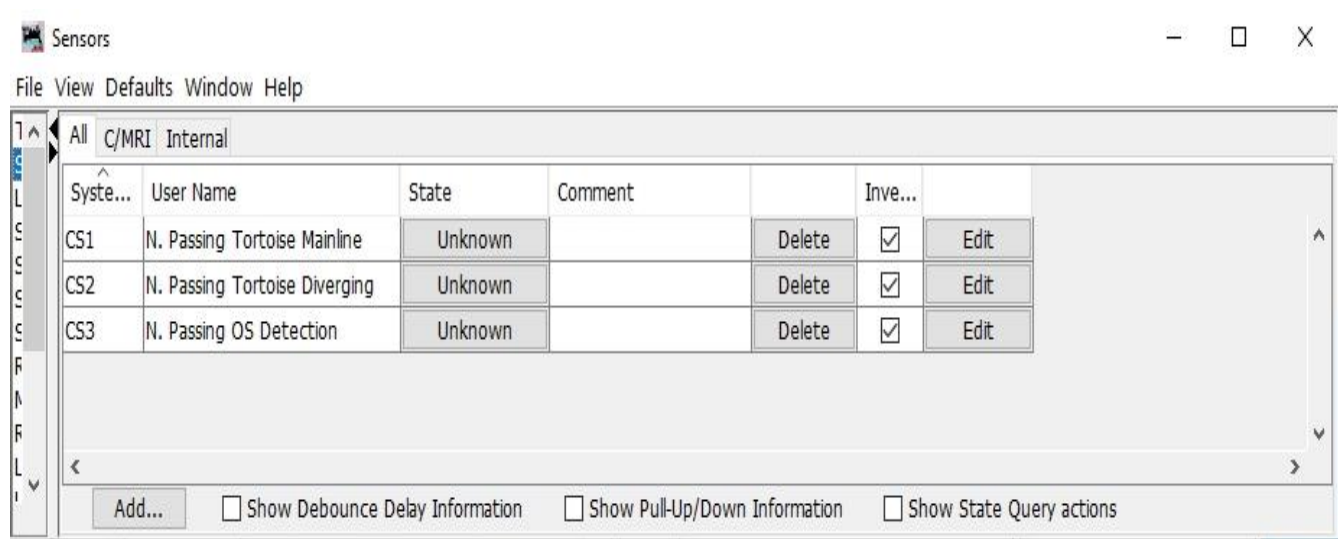 Sensors
File View Defaults Window Help
All C/MRI Internal
Syste... User Name State Comment Inve...
CS1 N. Passing Tortoise Mainline Unknown Delete Edit
CS2 N. Passing Tortoise Diverging Unknown Delete Edit
CS3 N. Passing OS Detection Unknown Delete Edit
Add... Show Debounce Delay Information Show Pull-Up/Down Information Show State Query actions